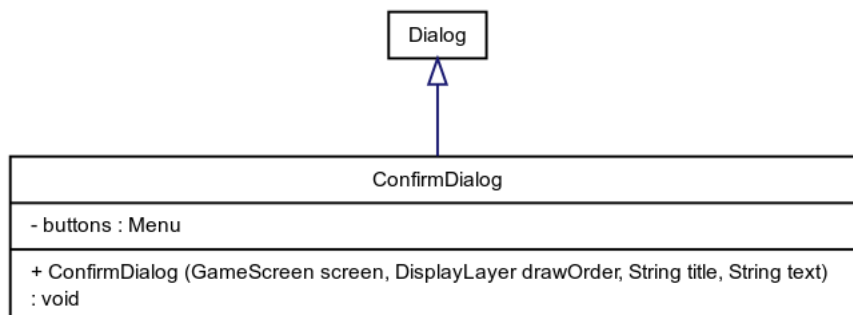 Dialog
ConfirmDialog
- buttons : Menu
+ ConfirmDialog (GameScreen screen, DisplayLayer drawOrder, String title, String text)
: void